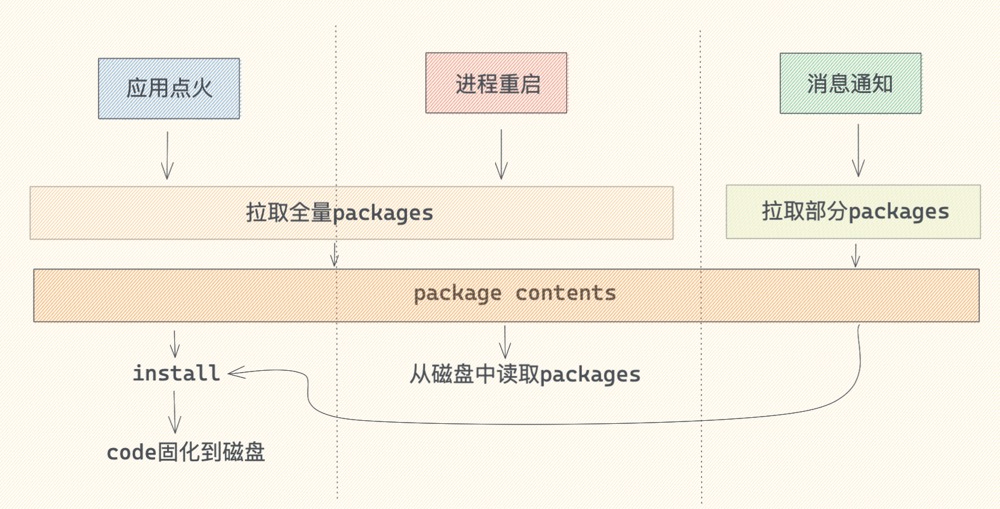 应用点火
进程重启
消息通知
拉取全量packages
拉取部分packages
package contents
install
从磁盘中读取packages
code固化到磁盘